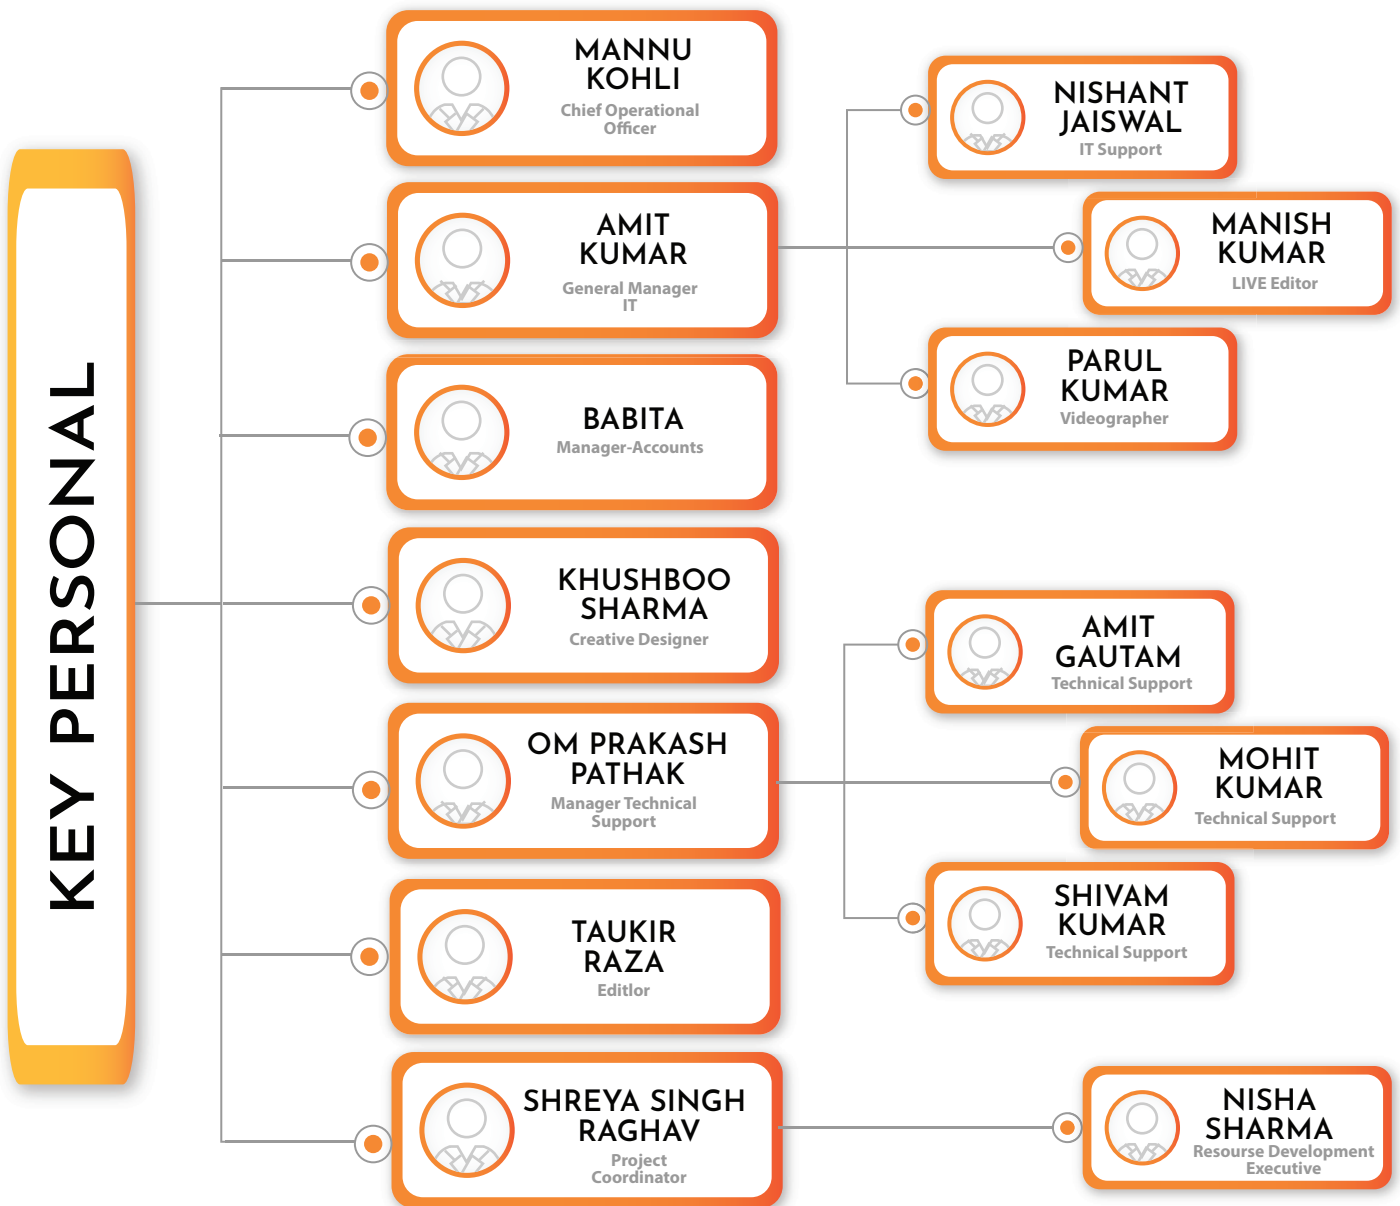 KEY PERSONAL
MANNU
KOHLI
Chief Operational
Officer
AMIT
KUMAR
General Manager
IT
NISHANT
JAISWAL
IT Support
MANISH
KUMAR
LIVE Editor
PARUL
KUMAR
Videographer
BABITA
Manager-Accounts
KHUSHBOO
SHARMA
Creative Designer
OM PRAKASH
PATHAK
Manager Technical
Support
AMIT
GAUTAM
Technical Support
MOHIT
KUMAR
Technical Support
SHIVAM
KUMAR
Technical Support
TAUKIR
RAZA
Editlor
SHREYA SINGH
RAGHAV
Project
Coordinator
NISHA
SHARMA
Resourse Development
Executive